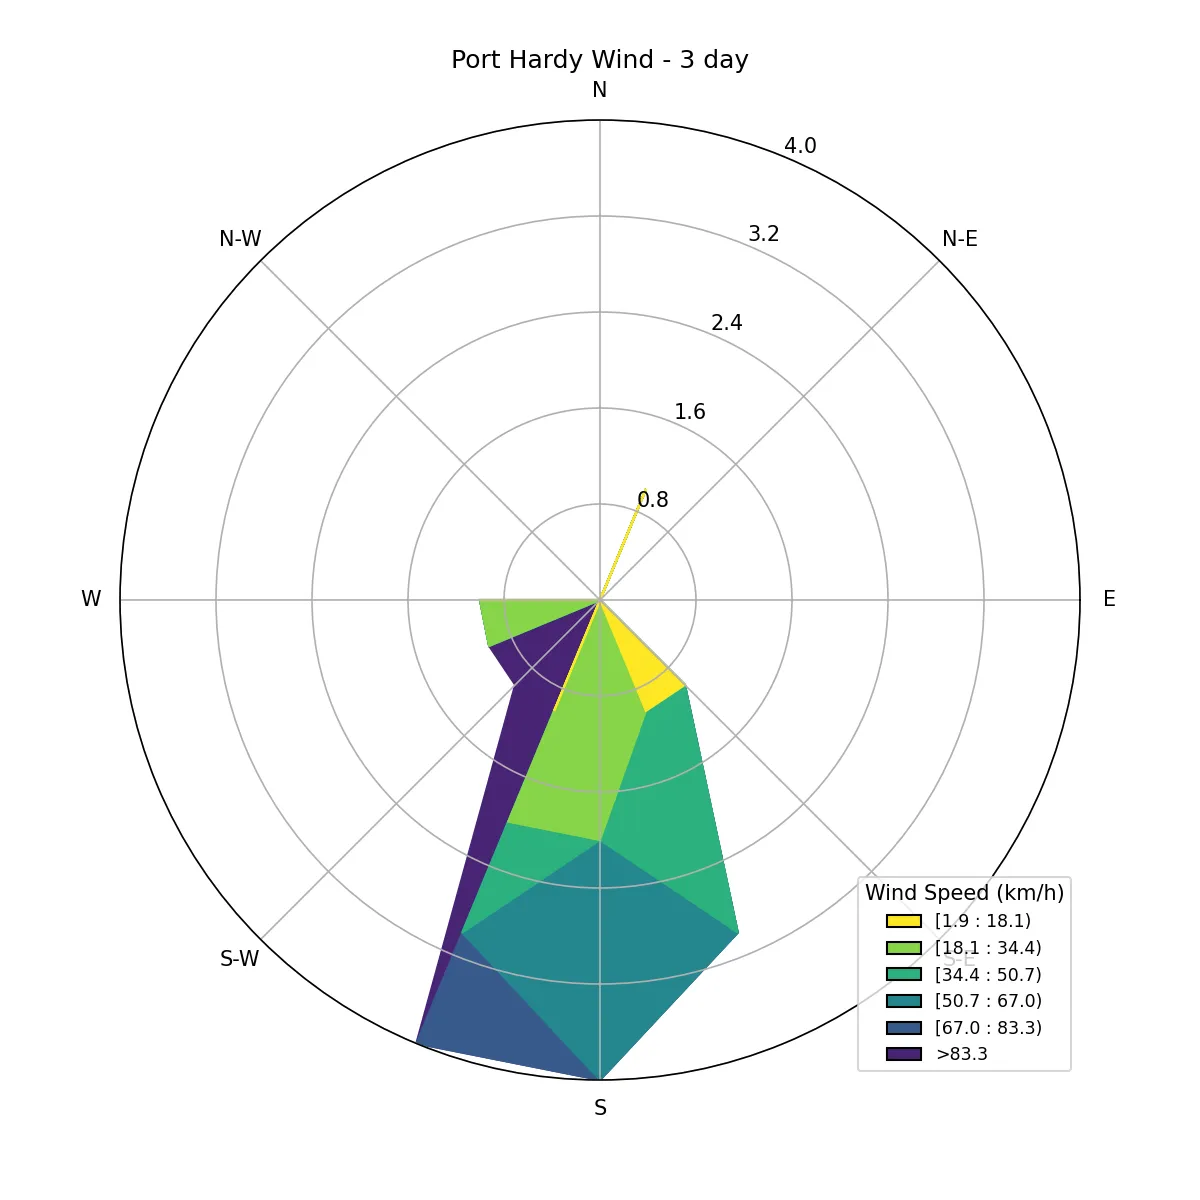 Port Hardy Wind - 3 day
N
4.0
N-W
N-E
3.2
2.4
1.6
0.8
W
E
S-W
S-E
S
Wind Speed (km/h)
[1.9 : 18.1)
[18.1 : 34.4)
[34.4 : 50.7)
[50.7 : 67.0)
[67.0 : 83.3)
>83.3